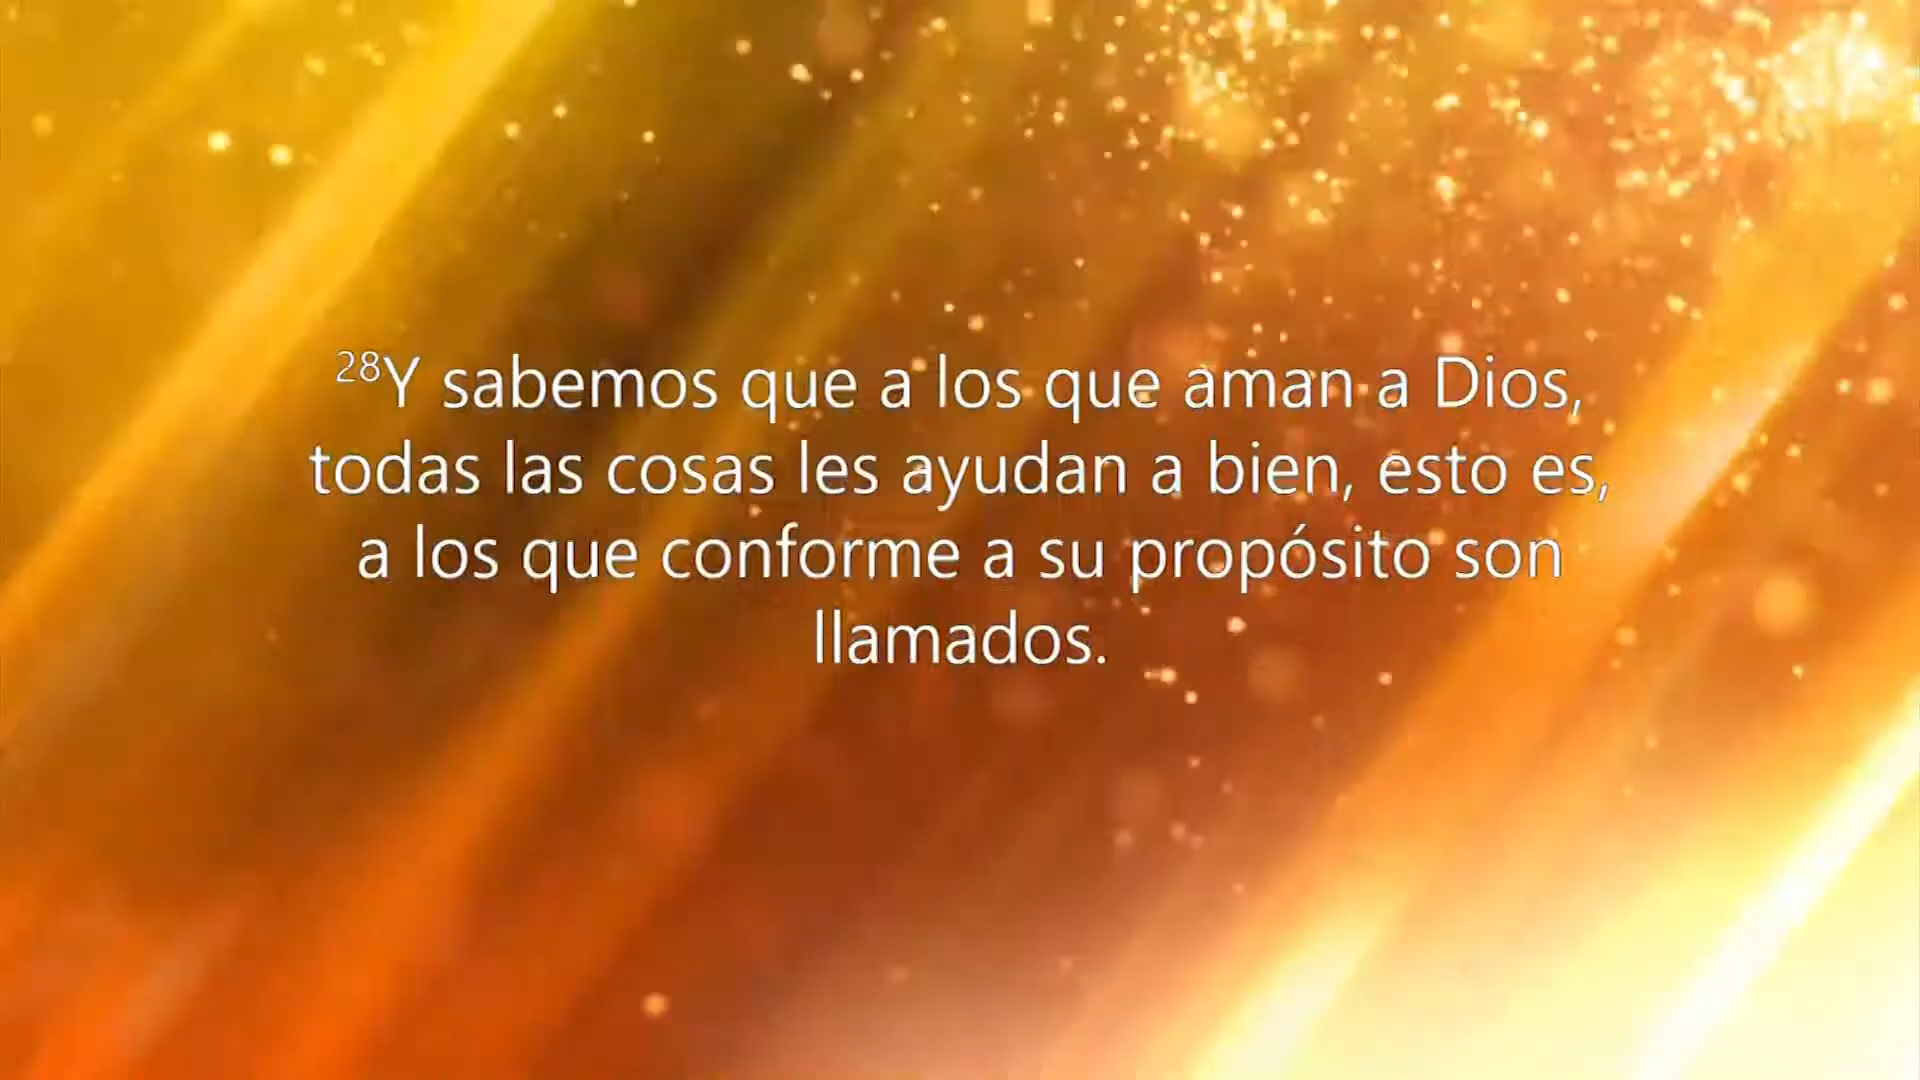 28Y sabemos que a los que aman a Dios,
todas las cosas les ayudan a bien, esto es,
a los que conforme a su propósito son
llamados.